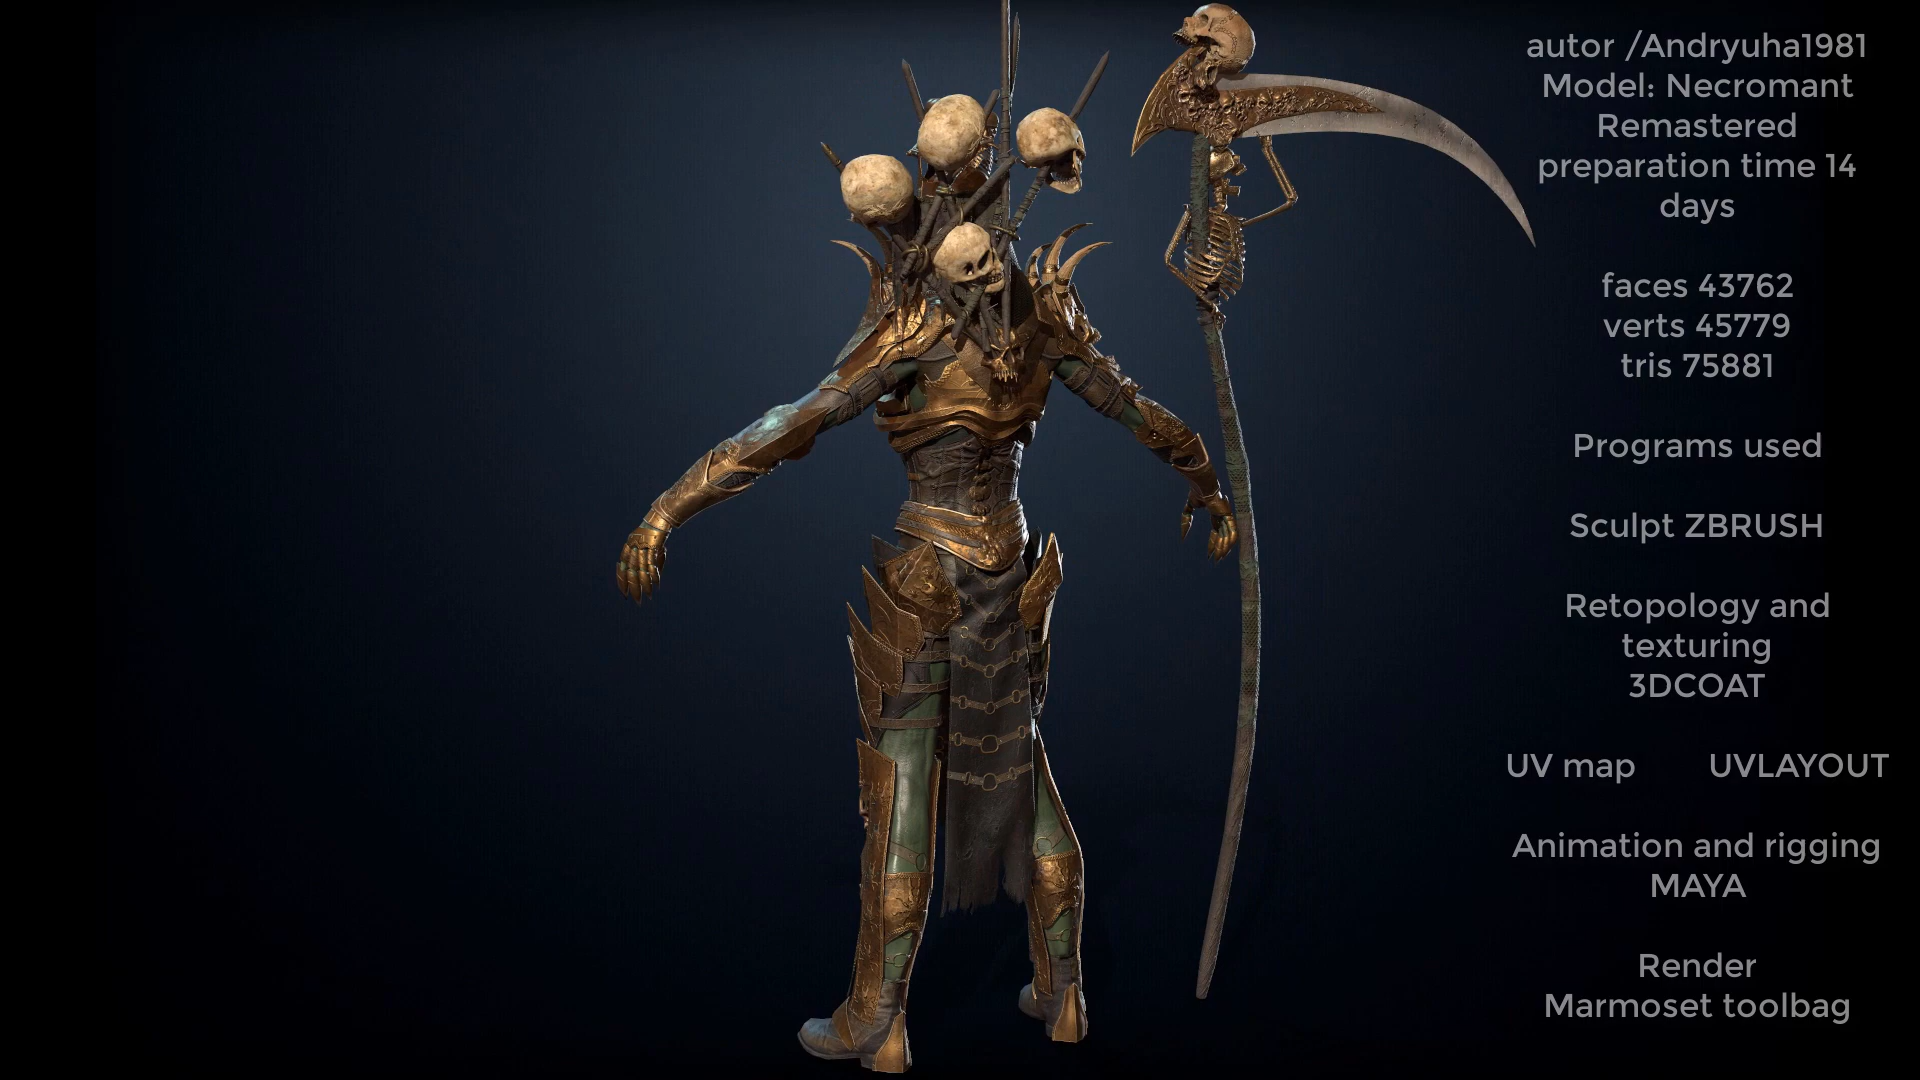 autor /Andryuha1981
Model: Necromant
Remastered
preparation time 14
days
faces 43762
verts 45779
tris 75881
Programs used
Sculpt ZBRUSH
Retopology and
texturing
3DCOAT
UV map UVLAYOUT
Animation and rigging
MAYA
Render
Marmoset toolbag